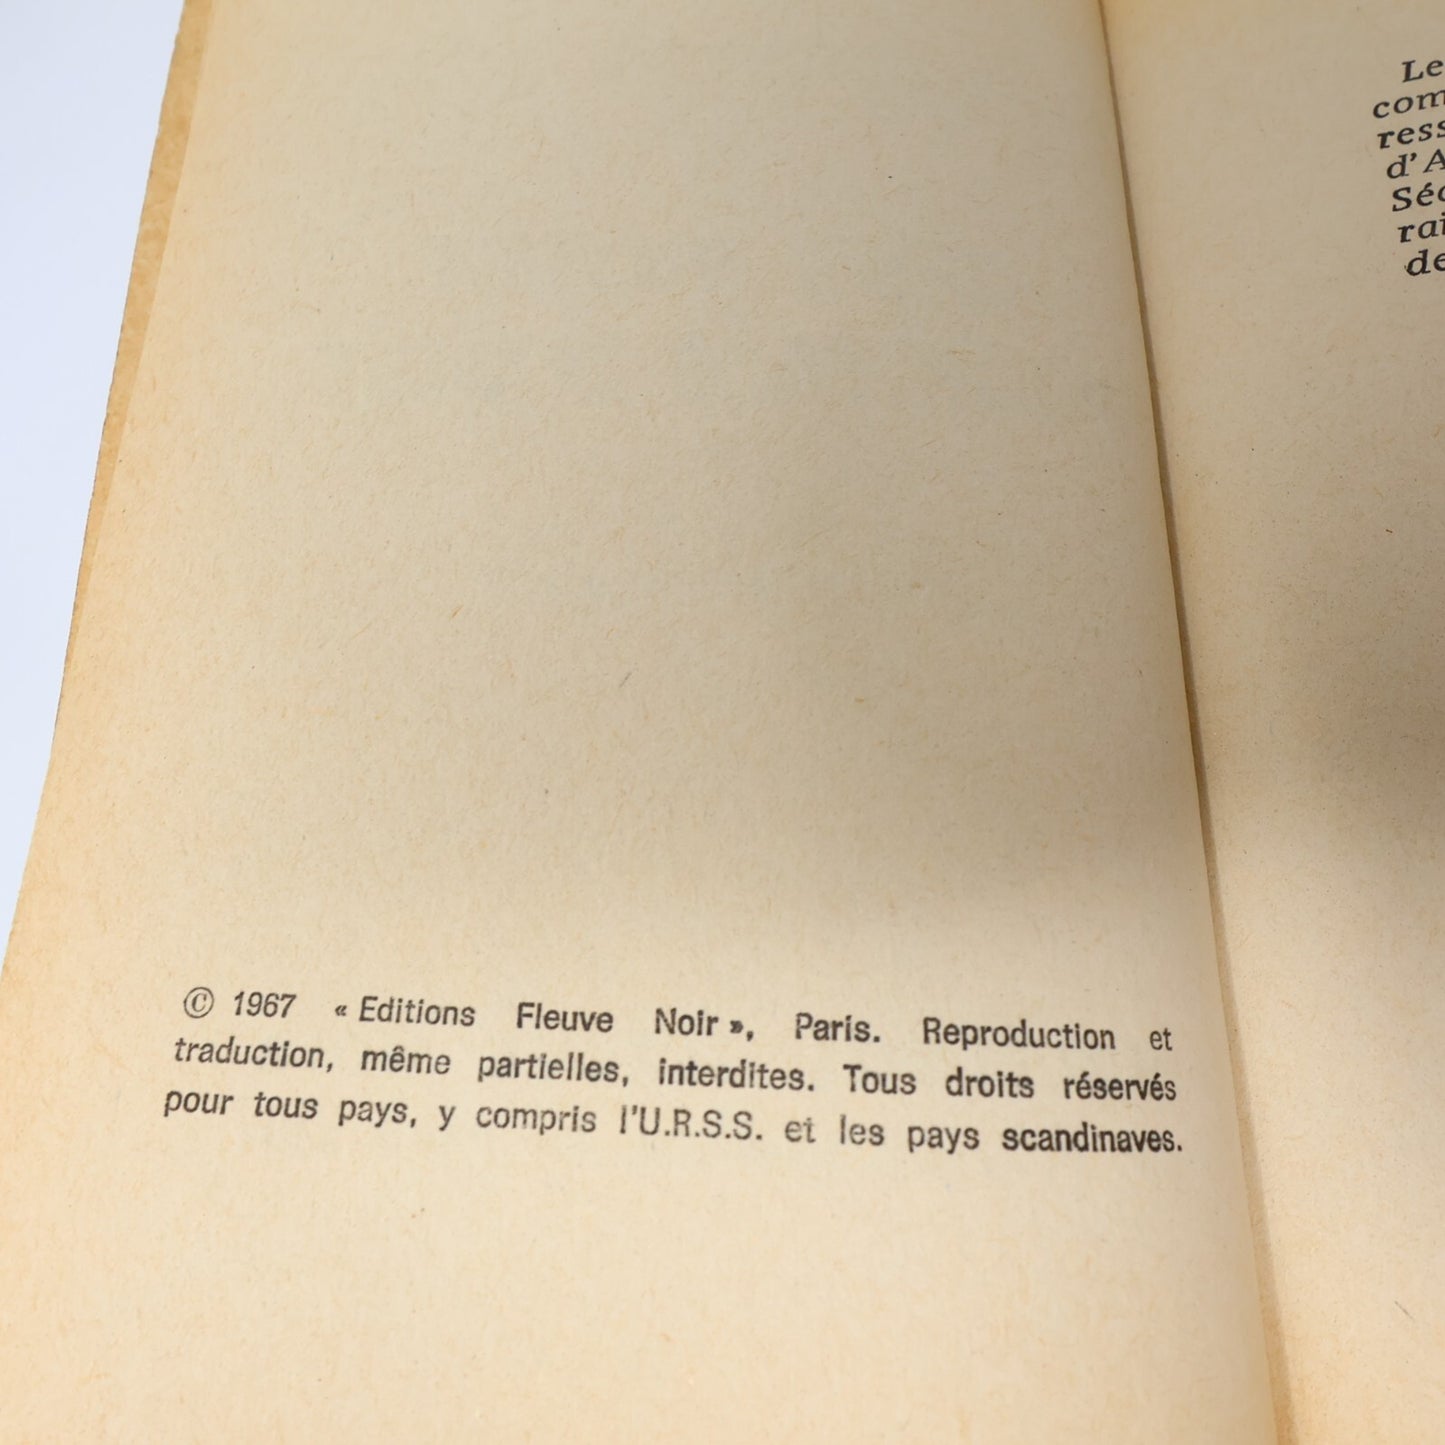 © 1967 « Editions Fleuve Noir », Paris. Reproduction et
traduction, même partielles, interdites. Tous droits réservés
pour tous pays, y compris l'U.R.S.S. et les pays scandinaves.
Le
d'A